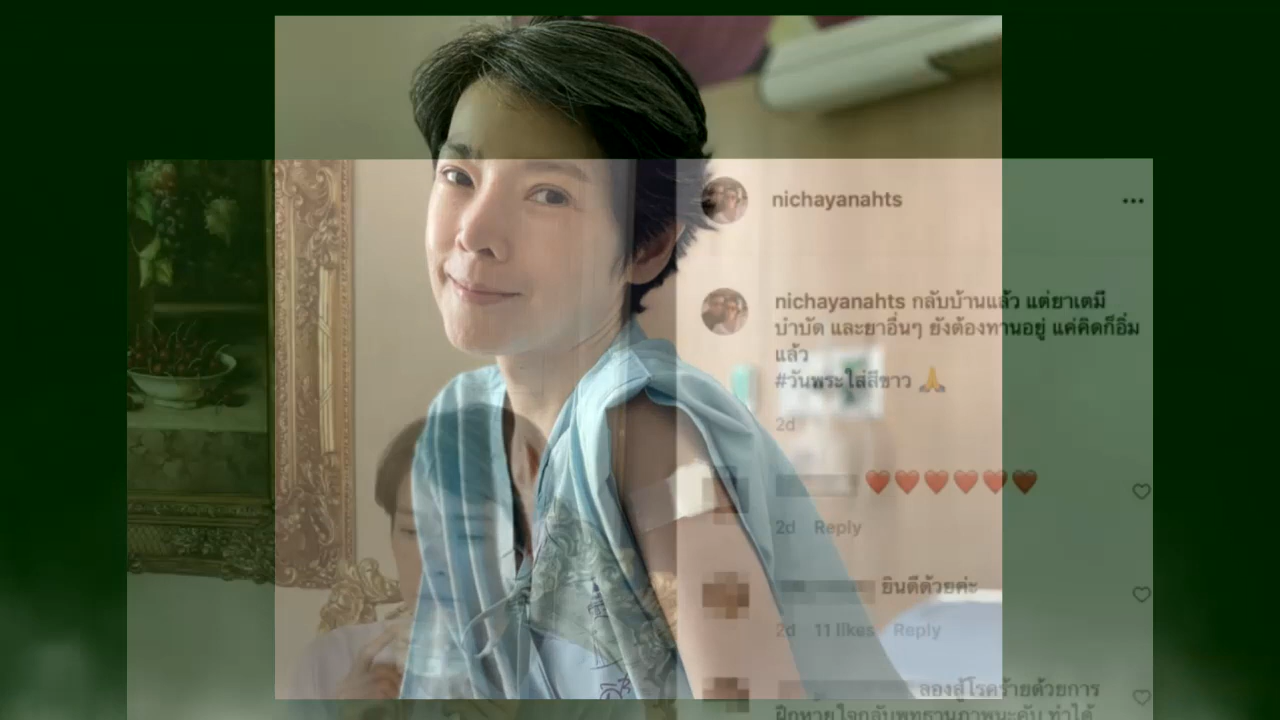 nichayanahts
nichayanahts กลับบ้านแล้ว แต่ยาเคมี
บำบัด และยาอื่นๆ ยังต้องทานอยู่ แค่คิดก็อิ่ม
แล้ว
#วันพระใส่สีขาว 🙏
2d
❤️❤️❤️❤️❤️❤️
2d Reply
ยินดีด้วยค่ะ
2d 11 likes Reply
ลองสู้โรคร้ายด้วยการ